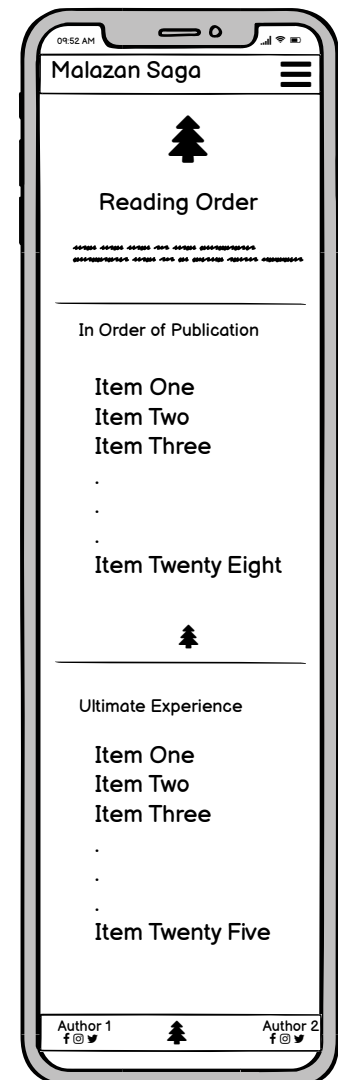 09:52 AM
Malazan Saga
Reading Order
In Order of Publication
Item One
Item Two
Item Three
.
.
.
Item Twenty Eight
Ultimate Experience
Item One
Item Two
Item Three
.
.
.
Item Twenty Five
Author 1 Author 2